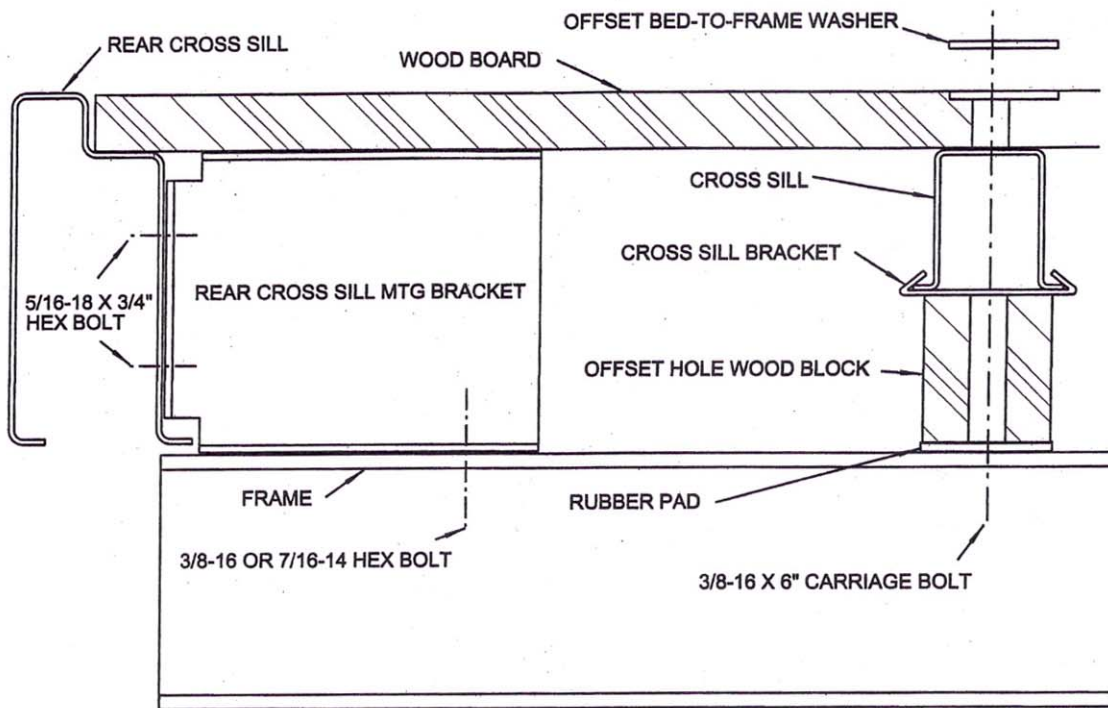 OFFSET BED-TO-FRAME WASHER
REAR CROSS SILL
WOOD BOARD
CROSS SILL
CROSS SILL BRACKET
5/16-18 X 3/4"
HEX BOLT
REAR CROSS SILL MTG BRACKET
OFFSET HOLE WOOD BLOCK
FRAME
RUBBER PAD
3/8-16 OR 7/16-14 HEX BOLT
3/8-16 X 6" CARRIAGE BOLT